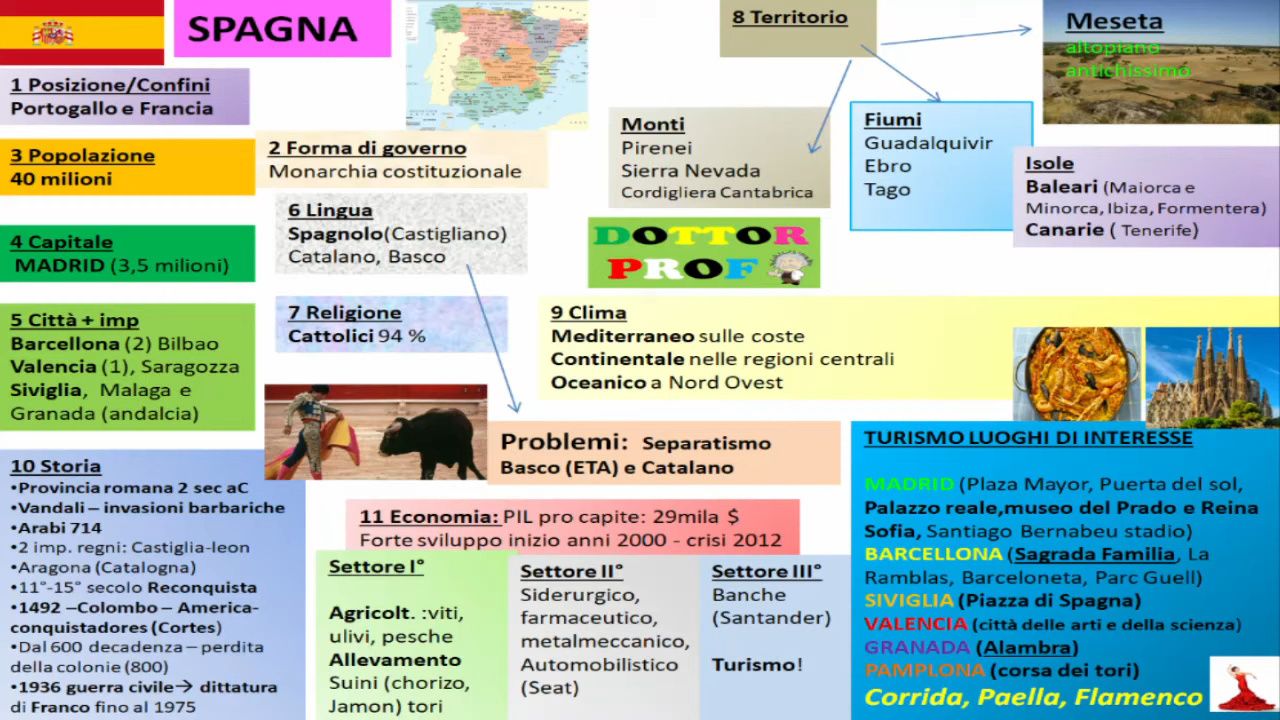 SPAGNA
1 Posizione/Confini
Portogallo e Francia
3 Popolazione
40 milioni
2 Forma di governo
Monarchia costituzionale
4 Capitale
MADRID (3,5 milioni)
6 Lingua
Spagnolo(Castigliano)
Catalano, Basco
5 Città + imp
Barcellona (2) Bilbao
Valencia (1), Saragozza
Siviglia, Malaga e
Granada (andalcia)
7 Religione
Cattolici 94 %
8 Territorio
Meseta
altopiano
antichissimo
Monti
Pirenei
Sierra Nevada
Cordigliera Cantabrica
Fiumi
Guadalquivir
Ebro
Tago
Isole
Baleari (Maiorca e
Minorca, Ibiza, Formentera)
Canarie ( Tenerife)
DOTTOR
PROF
9 Clima
Mediterraneo sulle coste
Continentale nelle regioni centrali
Oceanico a Nord Ovest
Problemi: Separatismo
Basco (ETA) e Catalano
10 Storia
•Provincia romana 2 sec aC
•Vandali – invasioni barbariche
•Arabi 714
•2 imp. regni: Castiglia-leon
•Aragona (Catalogna)
•11°-15° secolo Reconquista
•1492 –Colombo – America-
conquistadores (Cortes)
•Dal 600 decadenza – perdita
della colonie (800)
•1936 guerra civile→ dittatura
di Franco fino al 1975
11 Economia: PIL pro capite: 29mila $
Forte sviluppo inizio anni 2000 - crisi 2012
Settore I°
Agricolt. :viti,
ulivi, pesche
Allevamento
Suini (chorizo,
Jamon) tori
Settore II°
Siderurgico,
farmaceutico,
metalmeccanico,
Automobilistico
(Seat)
Settore III°
Banche
(Santander)
Turismo!
TURISMO LUOGHI DI INTERESSE
MADRID (Plaza Mayor, Puerta del sol,
Palazzo reale,museo del Prado e Reina
Sofia, Santiago Bernabeu stadio)
BARCELLONA (Sagrada Familia, La
Ramblas, Barceloneta, Parc Guell)
SIVIGLIA (Piazza di Spagna)
VALENCIA (città delle arti e della scienza)
GRANADA (Alambra)
PAMPLONA (corsa dei tori)
Corrida, Paella, Flamenco